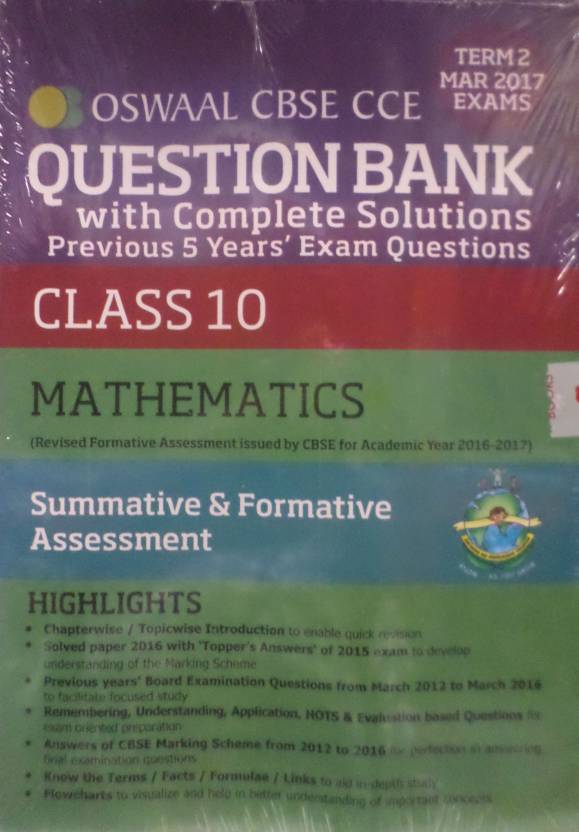 TERM 2
MAR 2017
EXAMS
OSWAAL CBSE CCE
QUESTION BANK
with Complete Solutions
Previous 5 Years' Exam Questions
CLASS 10
MATHEMATICS
(Revised Formative Assessment issued by CBSE for Academic Year 2016-2017)
BOOKS
Summative & Formative
Assessment
HIGHLIGHTS
• Chapterwise / Topicwise Introduction to enable quick revision
• Solved paper 2016 with 'Topper's Answers' of 2015 exam to develop
understanding of the Marking Scheme
• Previous years' Board Examination Questions from March 2012 to March 2016
to facilitate focused study
• Remembering, Understanding, Application, HOTS & Evaluation based Questions for
exam oriented preparation
• Answers of CBSE Marking Scheme from 2012 to 2016 for perfection in answering
final examination questions
• Know the Terms / Facts / Formulae / Links to aid in-depth study
• Flowcharts to visualize and help in better understanding of important concepts